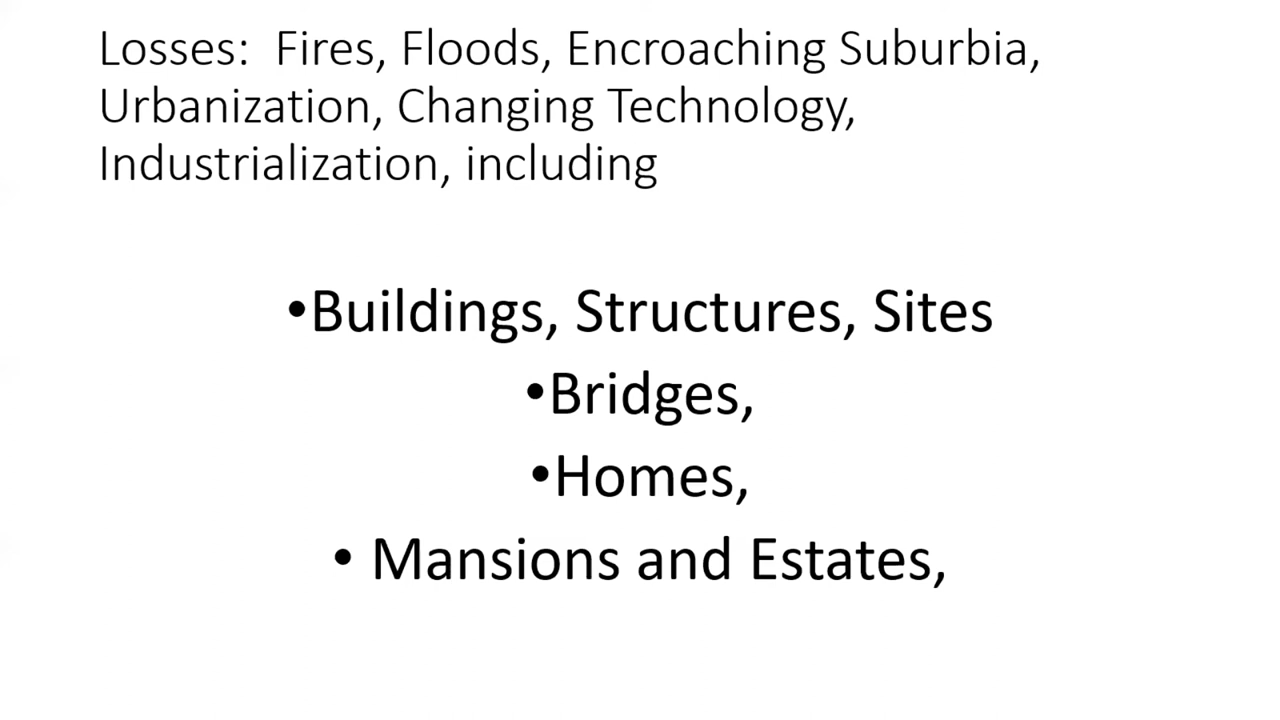 Losses:  Fires, Floods, Encroaching Suburbia,
Urbanization, Changing Technology,
Industrialization, including
•Buildings, Structures, Sites
•Bridges,
•Homes,
• Mansions and Estates,